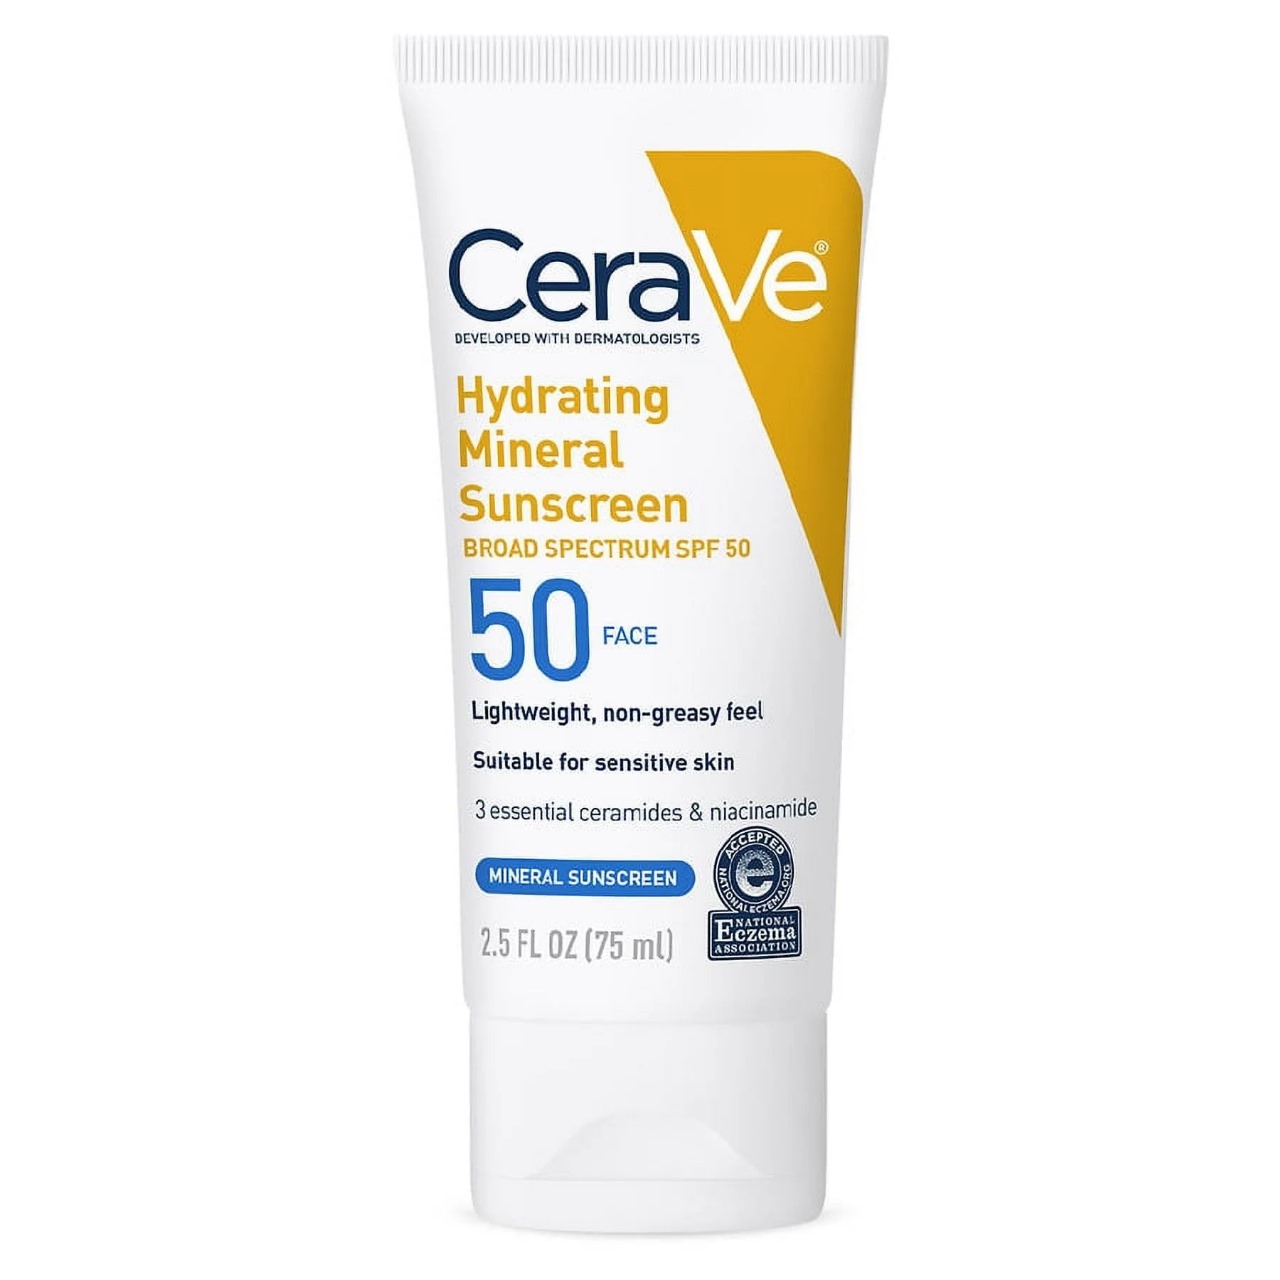 CeraVe®
DEVELOPED WITH DERMATOLOGISTS
Hydrating
Mineral
Sunscreen
BROAD SPECTRUM SPF 50
50 FACE
Lightweight, non-greasy feel
Suitable for sensitive skin
3 essential ceramides & niacinamide
MINERAL SUNSCREEN
2.5 FL OZ (75 ml)
ACCEPTED
e
NATIONALECZEMA.ORG
NATIONAL
Eczema
ASSOCIATION